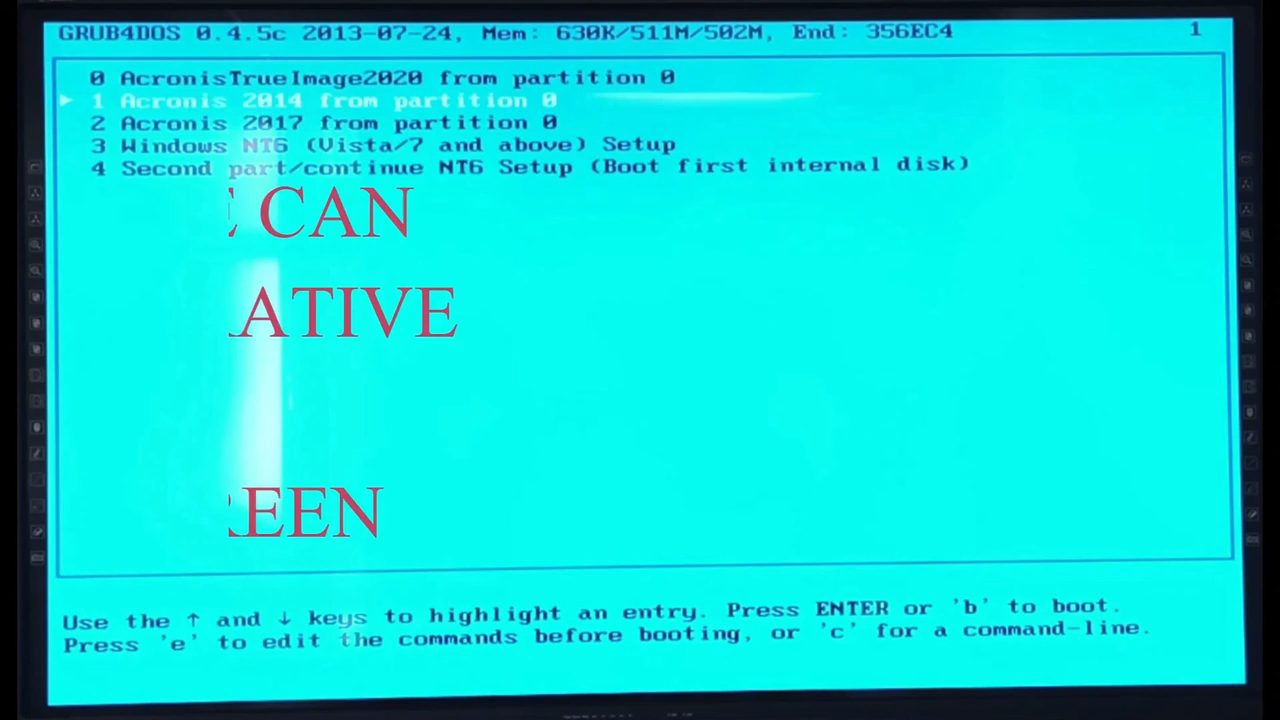 GRUB4DOS 0.4.5c 2013-07-24, Mem: 630K/511M/502M, End: 356EC4 1
0 AcronisTrueImage2020 from partition 0
1 Acronis 2014 from partition 0
2 Acronis 2017 from partition 0
3 Windows NT6 (Vista/7 and above) Setup
4 Second part/continue NT6 Setup (Boot first internal disk)
CAN
ATIVE
EEN
Use the ↑ and ↓ keys to highlight an entry. Press ENTER or 'b' to boot.
Press 'e' to edit the commands before booting, or 'c' for a command-line.